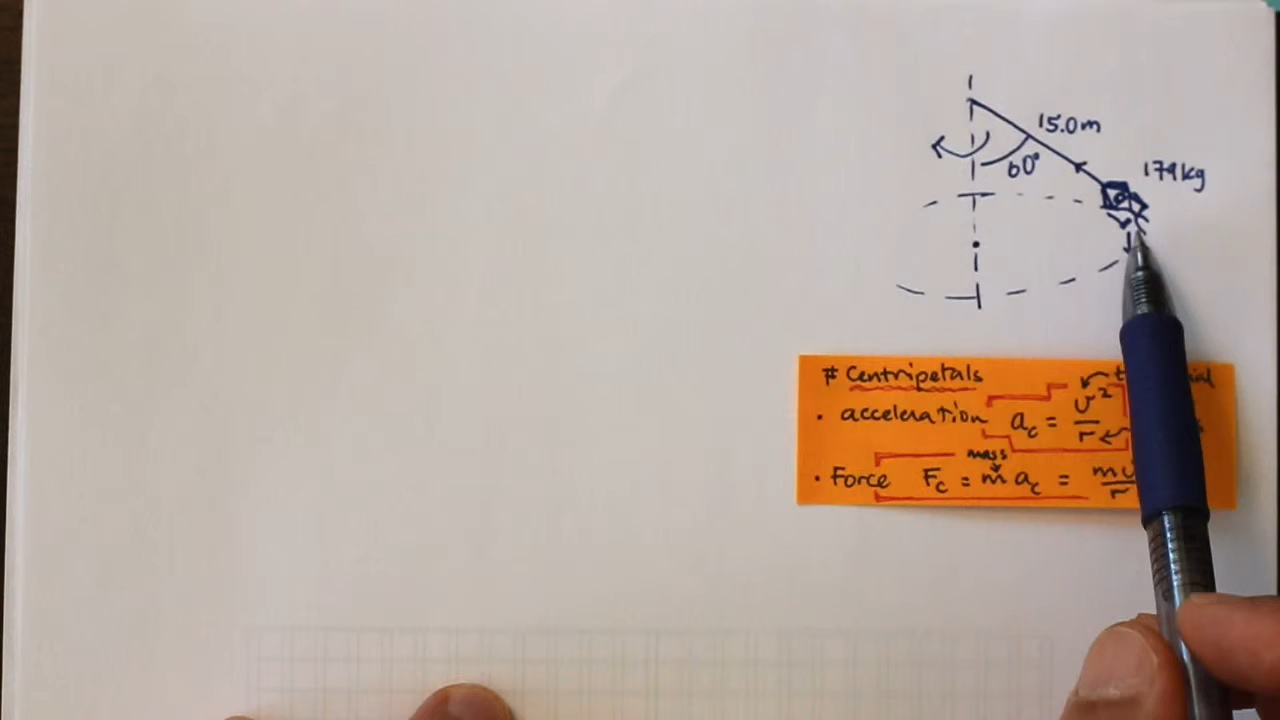 15.0m
60°
179kg
# Centripetals
• acceleration a_c = v²/r
mass
• Force F_c = m a_c =